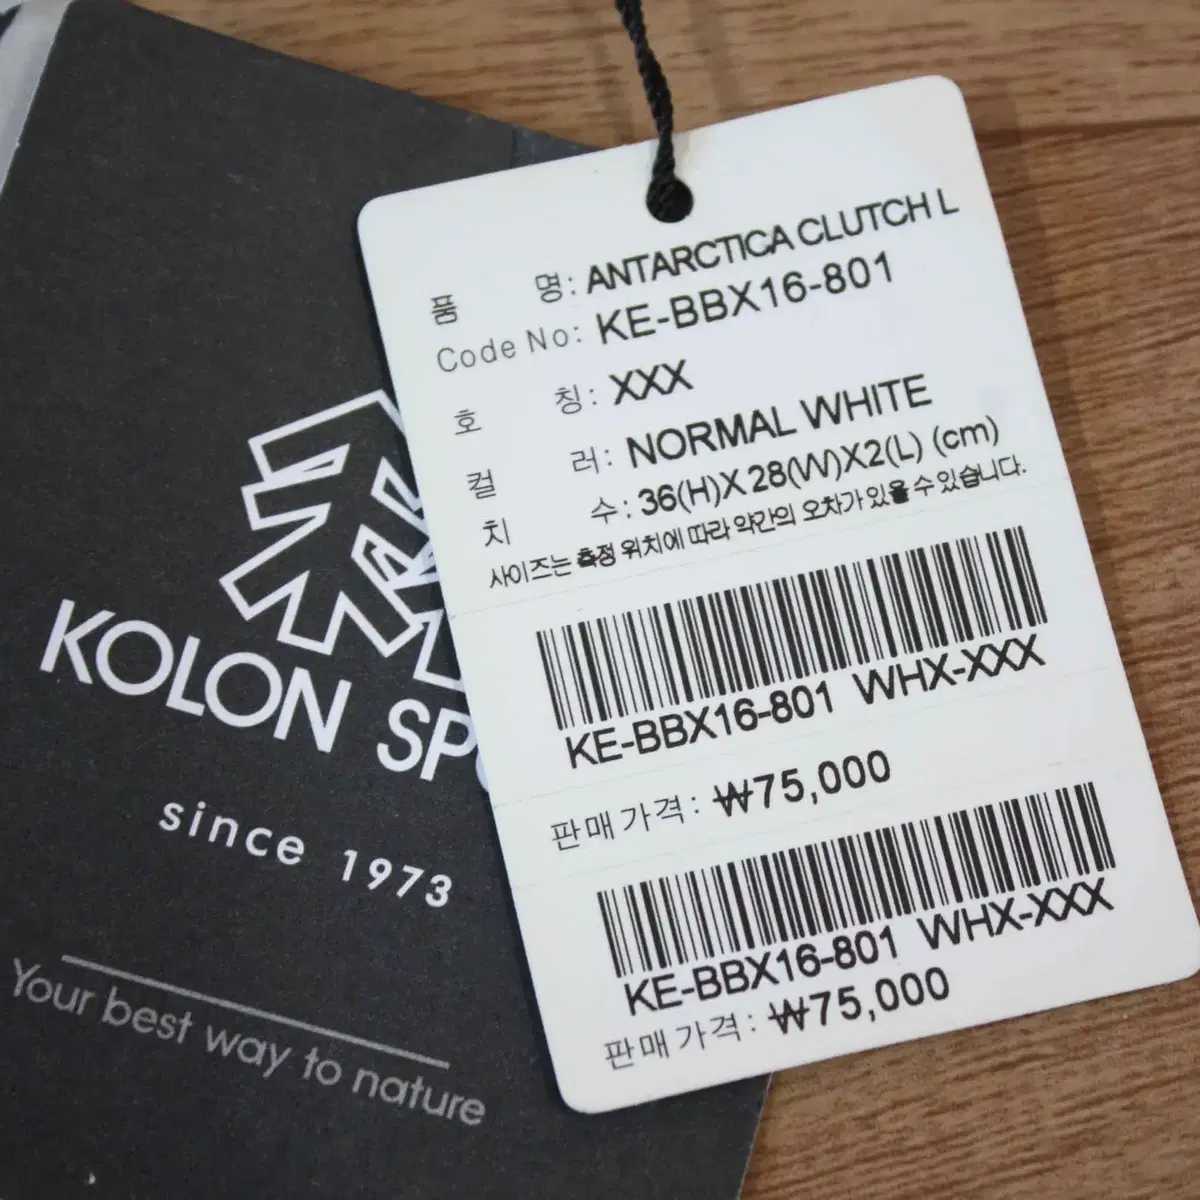 품 명: ANTARCTICA CLUTCH L
Code No: KE-BBX16-801
호 칭: XXX
컬 러: NORMAL WHITE
치 수: 36(H)X28(W)X2(L) (cm)
사이즈는 측정 위치에 따라 약간의 오차가 있을 수 있습니다.
KE-BBX16-801 WHX-XXX
판매가격: ₩75,000
KE-BBX16-801 WHX-XXX
판매가격: ₩75,000
KOLON SP
since 1973
Your best way to nature